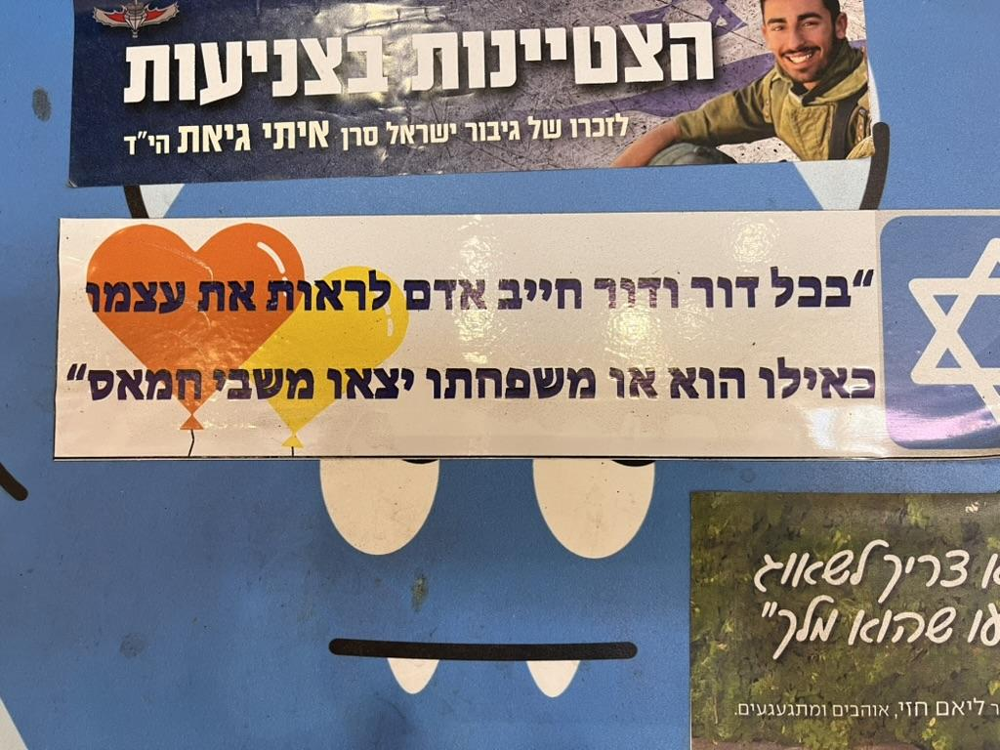 הצטיינות בצניעות
לזכרו של גיבור ישראל סרן איתי גיאת הי״ד
“בכל דור ודור חייב אדם לראות את עצמו
כאילו הוא או משפחתו יצאו משבי חמאס“
צריך לשאוג
שהוא מלך"
ליאם חזי, אוהבים ומתגעגעים.